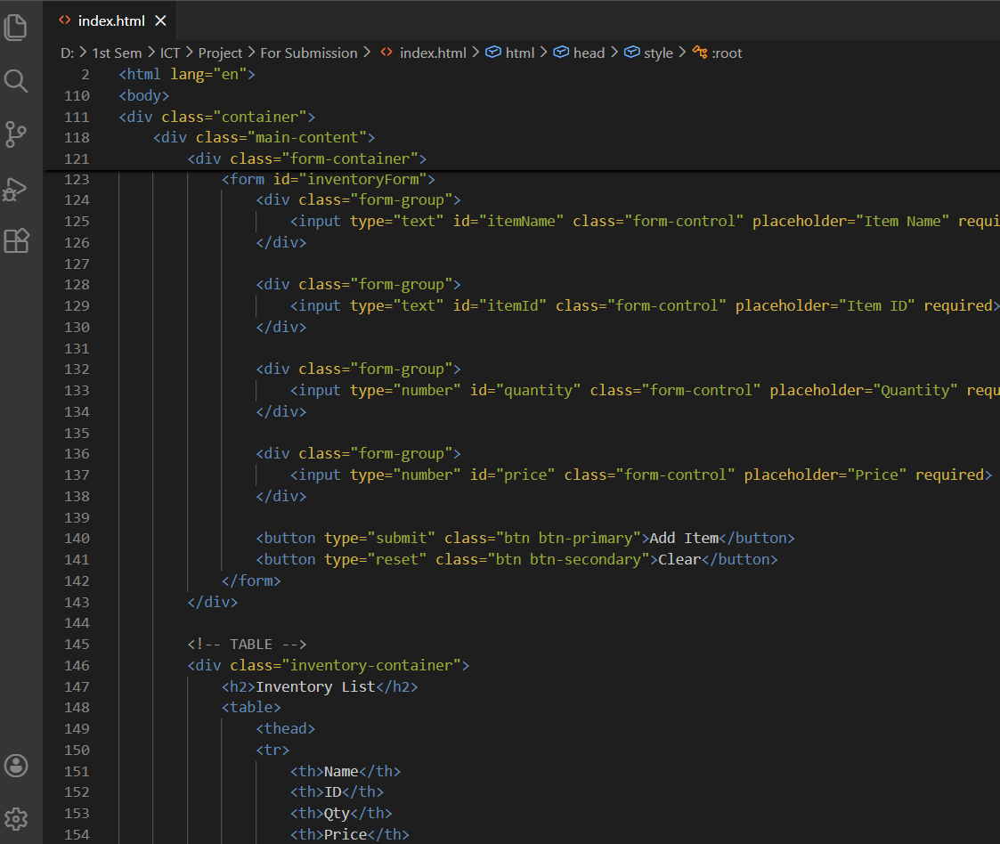 index.html
D: > 1st Sem > ICT > Project > For Submission > index.html > html > head > style > :root
2 <html lang="en">
110 <body>
111 <div class="container">
118 <div class="main-content">
121 <div class="form-container">
123 <form id="inventoryForm">
124 <div class="form-group">
125 <input type="text" id="itemName" class="form-control" placeholder="Item Name" requi
126 </div>
127
128 <div class="form-group">
129 <input type="text" id="itemId" class="form-control" placeholder="Item ID" required>
130 </div>
131
132 <div class="form-group">
133 <input type="number" id="quantity" class="form-control" placeholder="Quantity" requ
134 </div>
135
136 <div class="form-group">
137 <input type="number" id="price" class="form-control" placeholder="Price" required>
138 </div>
139
140 <button type="submit" class="btn btn-primary">Add Item</button>
141 <button type="reset" class="btn btn-secondary">Clear</button>
142 </form>
143 </div>
144
145 <!-- TABLE -->
146 <div class="inventory-container">
147 <h2>Inventory List</h2>
148 <table>
149 <thead>
150 <tr>
151 <th>Name</th>
152 <th>ID</th>
153 <th>Qty</th>
154 <th>Price</th>